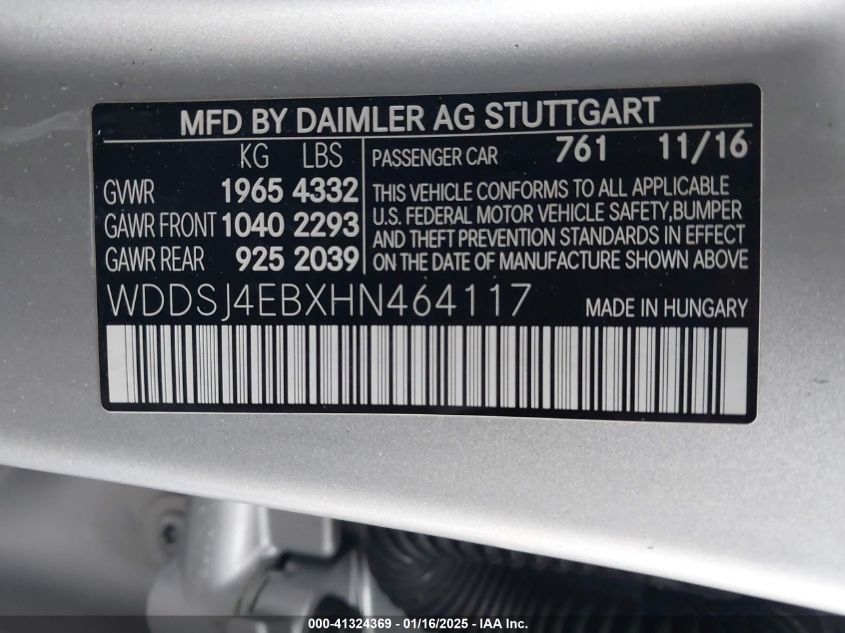 MFD BY DAIMLER AG STUTTGART
KG LBS
GVWR 1965 4332
GAWR FRONT 1040 2293
GAWR REAR 925 2039
PASSENGER CAR 761 11/16
THIS VEHICLE CONFORMS TO ALL APPLICABLE
U.S. FEDERAL MOTOR VEHICLE SAFETY,BUMPER
AND THEFT PREVENTION STANDARDS IN EFFECT
ON THE DATE OF MANUFACTURE SHOWN ABOVE
WDDSJ4EBXHN464117 MADE IN HUNGARY
000-41324369 - 01/16/2025 - IAA Inc.